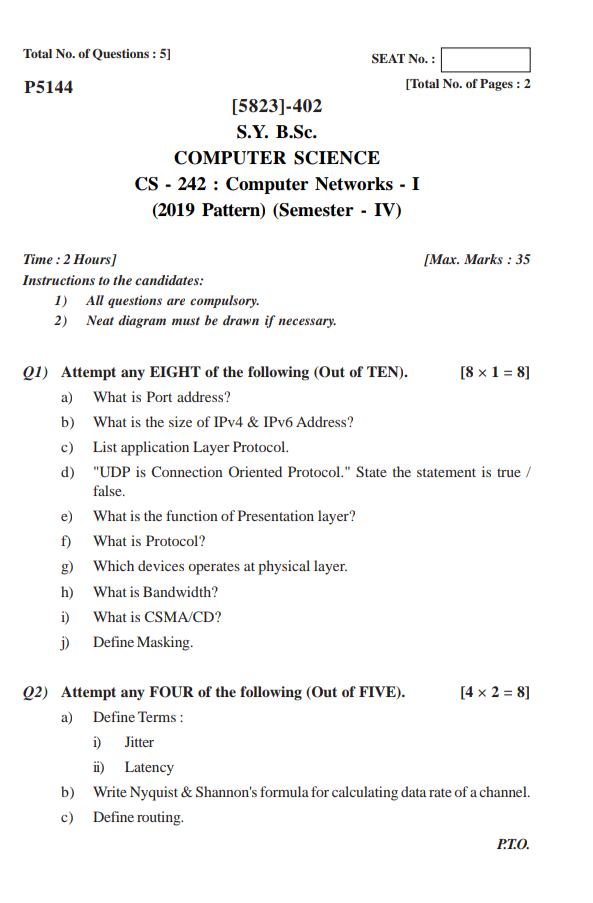 Total No. of Questions : 5]
SEAT No. :
P5144
[Total No. of Pages : 2
[5823]-402
S.Y. B.Sc.
COMPUTER SCIENCE
CS - 242 : Computer Networks - I
(2019 Pattern) (Semester - IV)
Time : 2 Hours] [Max. Marks : 35
Instructions to the candidates:
1) All questions are compulsory.
2) Neat diagram must be drawn if necessary.
Q1) Attempt any EIGHT of the following (Out of TEN). [8 × 1 = 8]
a) What is Port address?
b) What is the size of IPv4 & IPv6 Address?
c) List application Layer Protocol.
d) "UDP is Connection Oriented Protocol." State the statement is true /
false.
e) What is the function of Presentation layer?
f) What is Protocol?
g) Which devices operates at physical layer.
h) What is Bandwidth?
i) What is CSMA/CD?
j) Define Masking.
Q2) Attempt any FOUR of the following (Out of FIVE). [4 × 2 = 8]
a) Define Terms :
i) Jitter
ii) Latency
b) Write Nyquist & Shannon's formula for calculating data rate of a channel.
c) Define routing.
P.T.O.